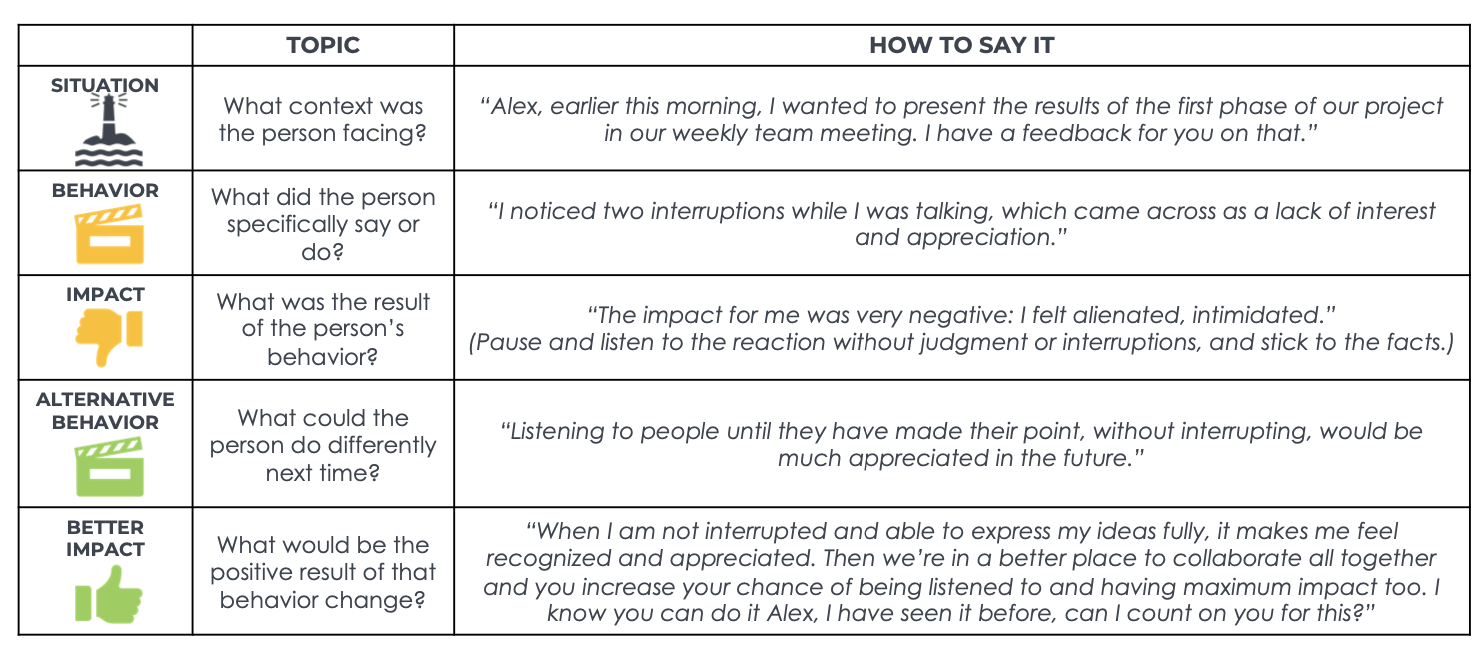 TOPIC
HOW TO SAY IT
SITUATION
What context was
the person facing?
“Alex, earlier this morning, I wanted to present the results of the first phase of our project
in our weekly team meeting. I have a feedback for you on that.”
BEHAVIOR
What did the person
specifically say or
do?
“I noticed two interruptions while I was talking, which came across as a lack of interest
and appreciation.”
IMPACT
What was the result
of the person’s
behavior?
“The impact for me was very negative: I felt alienated, intimidated.”
(Pause and listen to the reaction without judgment or interruptions, and stick to the facts.)
ALTERNATIVE
BEHAVIOR
What could the
person do differently
next time?
“Listening to people until they have made their point, without interrupting, would be
much appreciated in the future.”
BETTER
IMPACT
What would be the
positive result of that
behavior change?
“When I am not interrupted and able to express my ideas fully, it makes me feel
recognized and appreciated. Then we’re in a better place to collaborate all together
and you increase your chance of being listened to and having maximum impact too. I
know you can do it Alex, I have seen it before, can I count on you for this?”